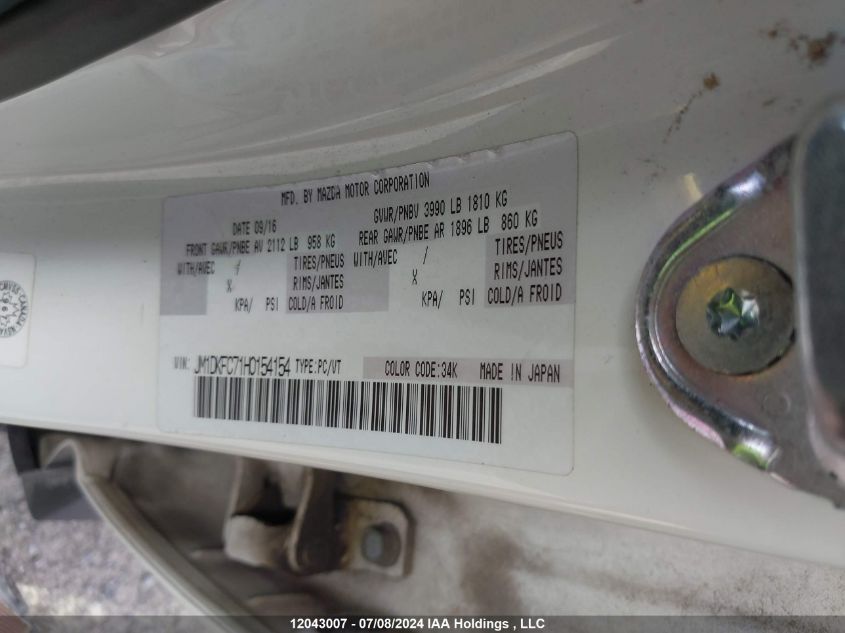 MFD. BY MAZDA MOTOR CORPORATION
DATE 09/16 GVWR/PNBV 3990 LB 1810 KG
FRONT GAWR/PNBE AV 2112 LB 958 KG REAR GAWR/PNBE AR 1896 LB 860 KG
WITH/AVEC / TIRES/PNEUS WITH/AVEC / TIRES/PNEUS
X RIMS/JANTES X RIMS/JANTES
KPA/ PSI COLD/A FROID KPA/ PSI COLD/A FROID
VIN: JM1DKFC71H0154154 TYPE:PC/VT COLOR CODE:34K MADE IN JAPAN
12043007 - 07/08/2024 IAA Holdings , LLC